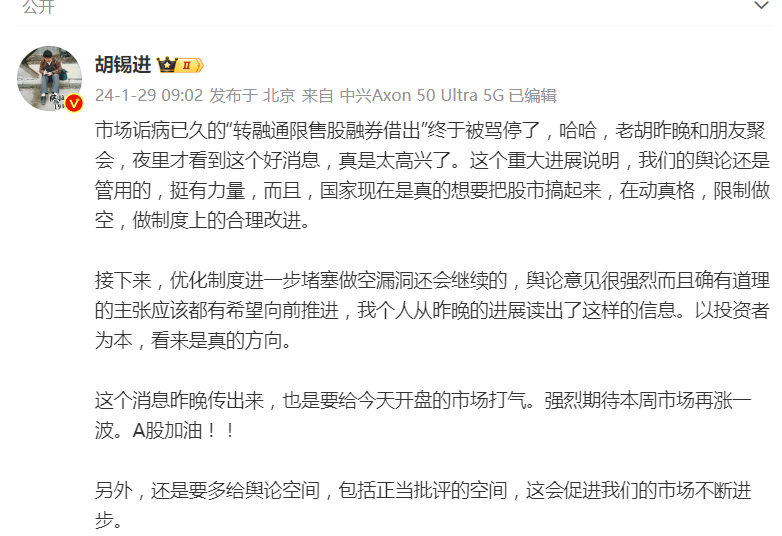 公开
胡锡进 II
24-1-29 09:02 发布于 北京 来自 中兴Axon 50 Ultra 5G 已编辑
市场诟病已久的“转融通限售股融券借出”终于被骂停了，哈哈，老胡昨晚和朋友聚
会，夜里才看到这个好消息，真是太高兴了。这个重大进展说明，我们的舆论还是
管用的，挺有力量，而且，国家现在是真的想要把股市搞起来，在动真格，限制做
空，做制度上的合理改进。
接下来，优化制度进一步堵塞做空漏洞还会继续的，舆论意见很强烈而且确有道理
的主张应该都有希望向前推进，我个人从昨晚的进展读出了这样的信息。以投资者
为本，看来是真的方向。
这个消息昨晚传出来，也是要给今天开盘的市场打气。强烈期待本周市场再涨一
波。A股加油！！
另外，还是要多给舆论空间，包括正当批评的空间，这会促进我们的市场不断进
步。